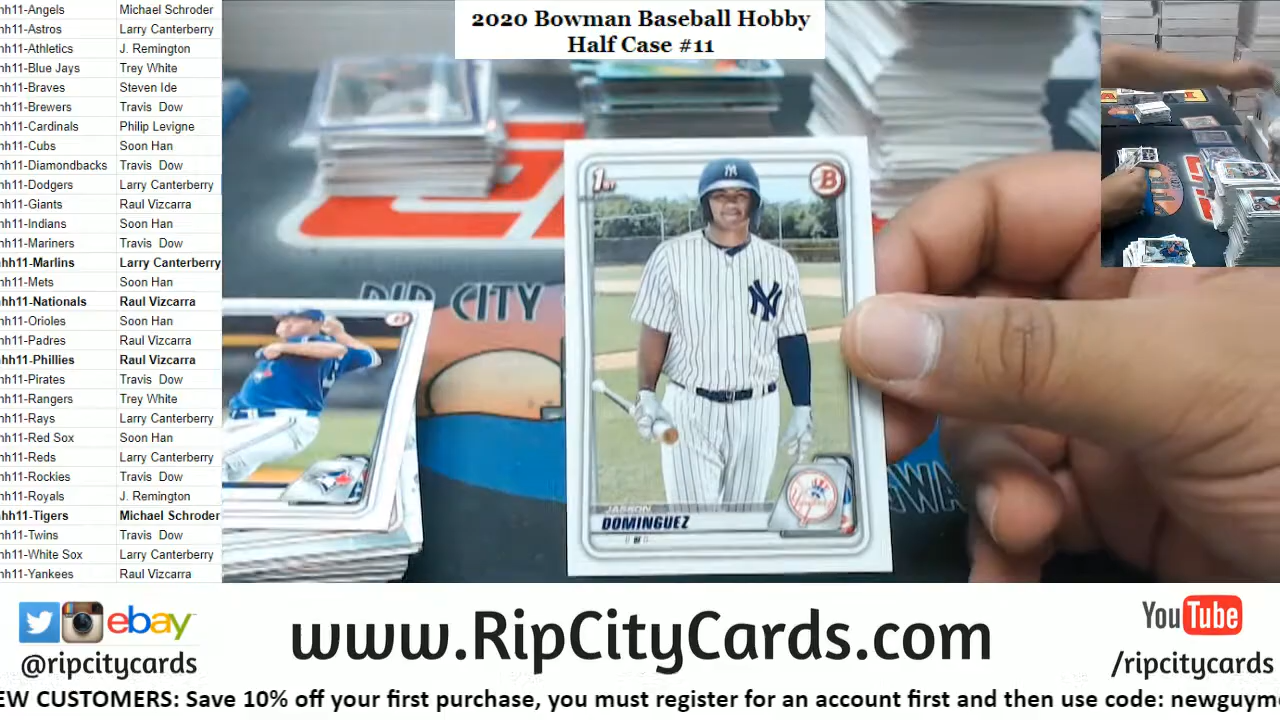 2020 Bowman Baseball Hobby
Half Case #11
hh11-Angels Michael Schroder
hh11-Astros Larry Canterberry
hh11-Athletics J. Remington
hh11-Blue Jays Trey White
hh11-Braves Steven Ide
hh11-Brewers Travis Dow
hh11-Cardinals Philip Levigne
hh11-Cubs Soon Han
hh11-Diamondbacks Travis Dow
hh11-Dodgers Larry Canterberry
hh11-Giants Raul Vizcarra
hh11-Indians Soon Han
hh11-Mariners Travis Dow
hh11-Marlins Larry Canterberry
hh11-Mets Soon Han
hh11-Nationals Raul Vizcarra
hh11-Orioles Soon Han
hh11-Padres Raul Vizcarra
hh11-Phillies Raul Vizcarra
hh11-Pirates Travis Dow
hh11-Rangers Trey White
hh11-Rays Larry Canterberry
hh11-Red Sox Soon Han
hh11-Reds Larry Canterberry
hh11-Rockies Travis Dow
hh11-Royals J. Remington
hh11-Tigers Michael Schroder
hh11-Twins Travis Dow
hh11-White Sox Larry Canterberry
hh11-Yankees Raul Vizcarra
1ST
B
NY
NY
JASSON
DOMINGUEZ
RIP CITY
ebay
@ripcitycards
www.RipCityCards.com
YouTube
/ripcitycards
EW CUSTOMERS: Save 10% off your first purchase, you must register for an account first and then use code: newguym